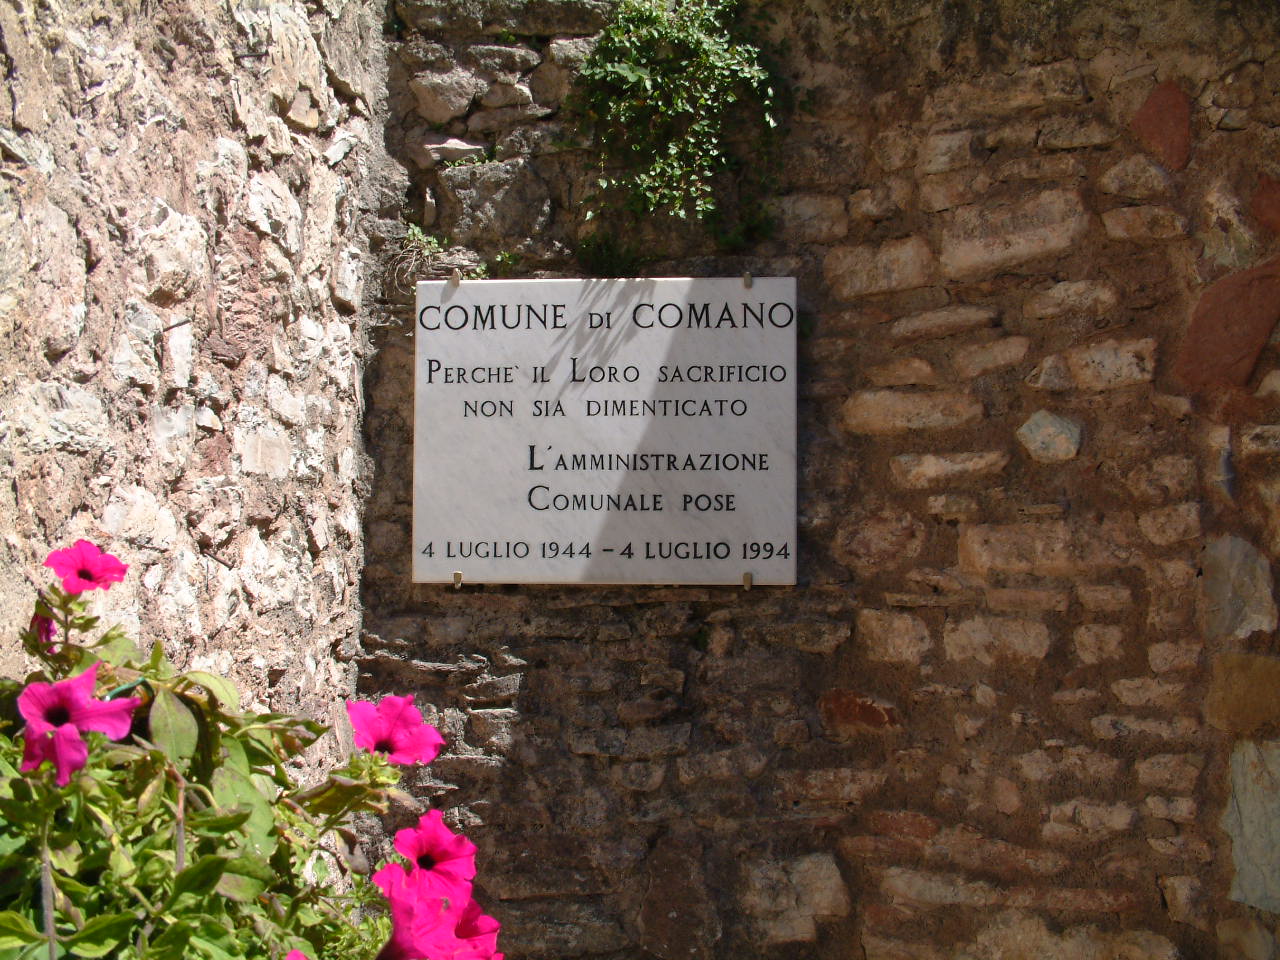 COMUNE DI COMANO
PERCHE` IL LORO SACRIFICIO
NON SIA DIMENTICATO
L'AMMINISTRAZIONE
COMUNALE POSE
4 LUGLIO 1944 – 4 LUGLIO 1994